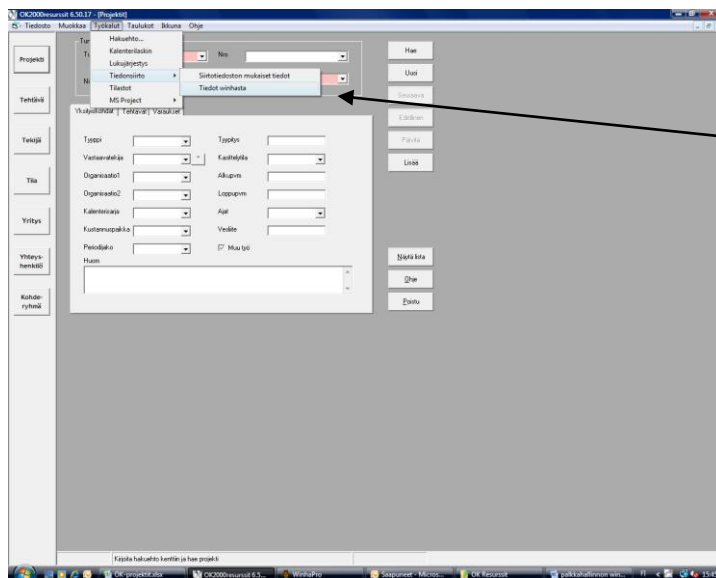 OK2000resurssit 6.50.17 - [Projektit]
Tiedosto Muokkaa Työkalut Taulukot Ikkuna Ohje
Hakuehto...
Kalenterilaskin
Lukujärjestys
Tiedonsiirto
Tilastot
MS Project
Siirtotiedoston mukaiset tiedot
Tiedot winhasta
Nro
Projekti
Tehtävä
Tekijä
Tila
Yritys
Yhteys-
henkilö
Kohde-
ryhmä
Hae
Uusi
Seuraava
Edellinen
Päivitä
Lisää
Näytä lista
Ohje
Poistu
Yksityiskohdat Tehtävät Varaukset
Tyyppi Tyypitys
Vastaavatekijä Käsittelytila
Organisaatio1 Alkupvm
Organisaatio2 Loppupvm
Kalenterisarja Ajat
Kustannuspaikka Vediite
Periodijako Muu työ
Huom
Kirjoita hakuehto kenttiin ja hae projekti
OK-projektit.xlsx OK2000resurssit 6.5... WinhaPro Saapuneet - Micros... OK Resurssit palkkahallinnon win... FI